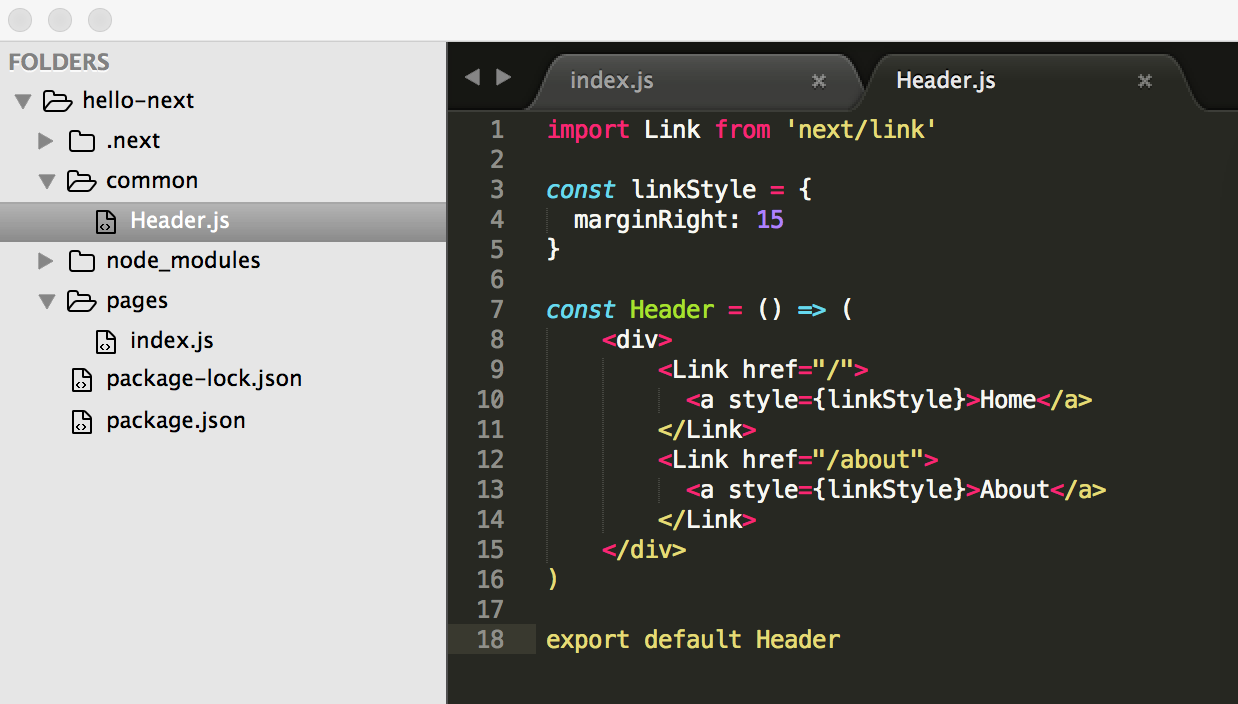 FOLDERS
hello-next
.next
common
Header.js
node_modules
pages
index.js
package-lock.json
package.json
index.js
Header.js
1 import Link from 'next/link'
2
3 const linkStyle = {
4   marginRight: 15
5 }
6
7 const Header = () => (
8     <div>
9         <Link href="/">
10           <a style={linkStyle}>Home</a>
11         </Link>
12         <Link href="/about">
13           <a style={linkStyle}>About</a>
14         </Link>
15     </div>
16 )
17
18 export default Header